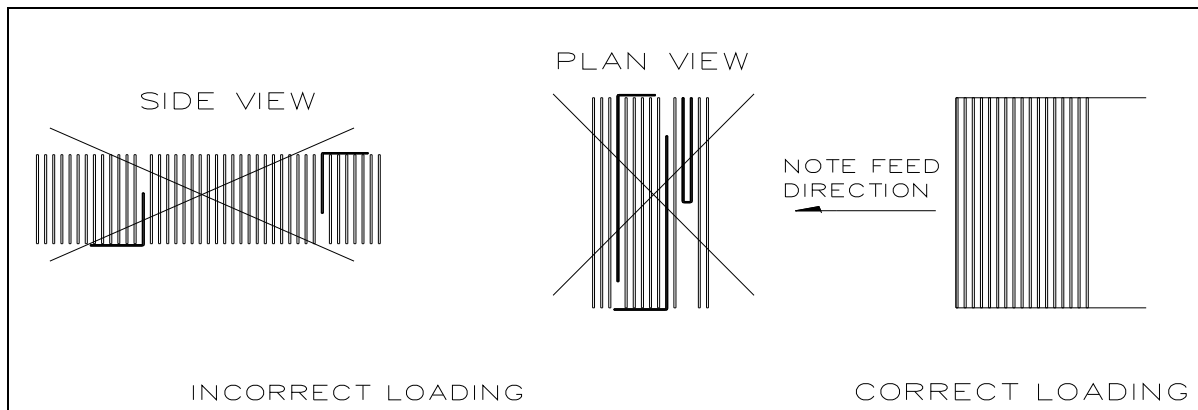 PLAN VIEW
SIDE VIEW
NOTE FEED
DIRECTION
INCORRECT LOADING
CORRECT LOADING